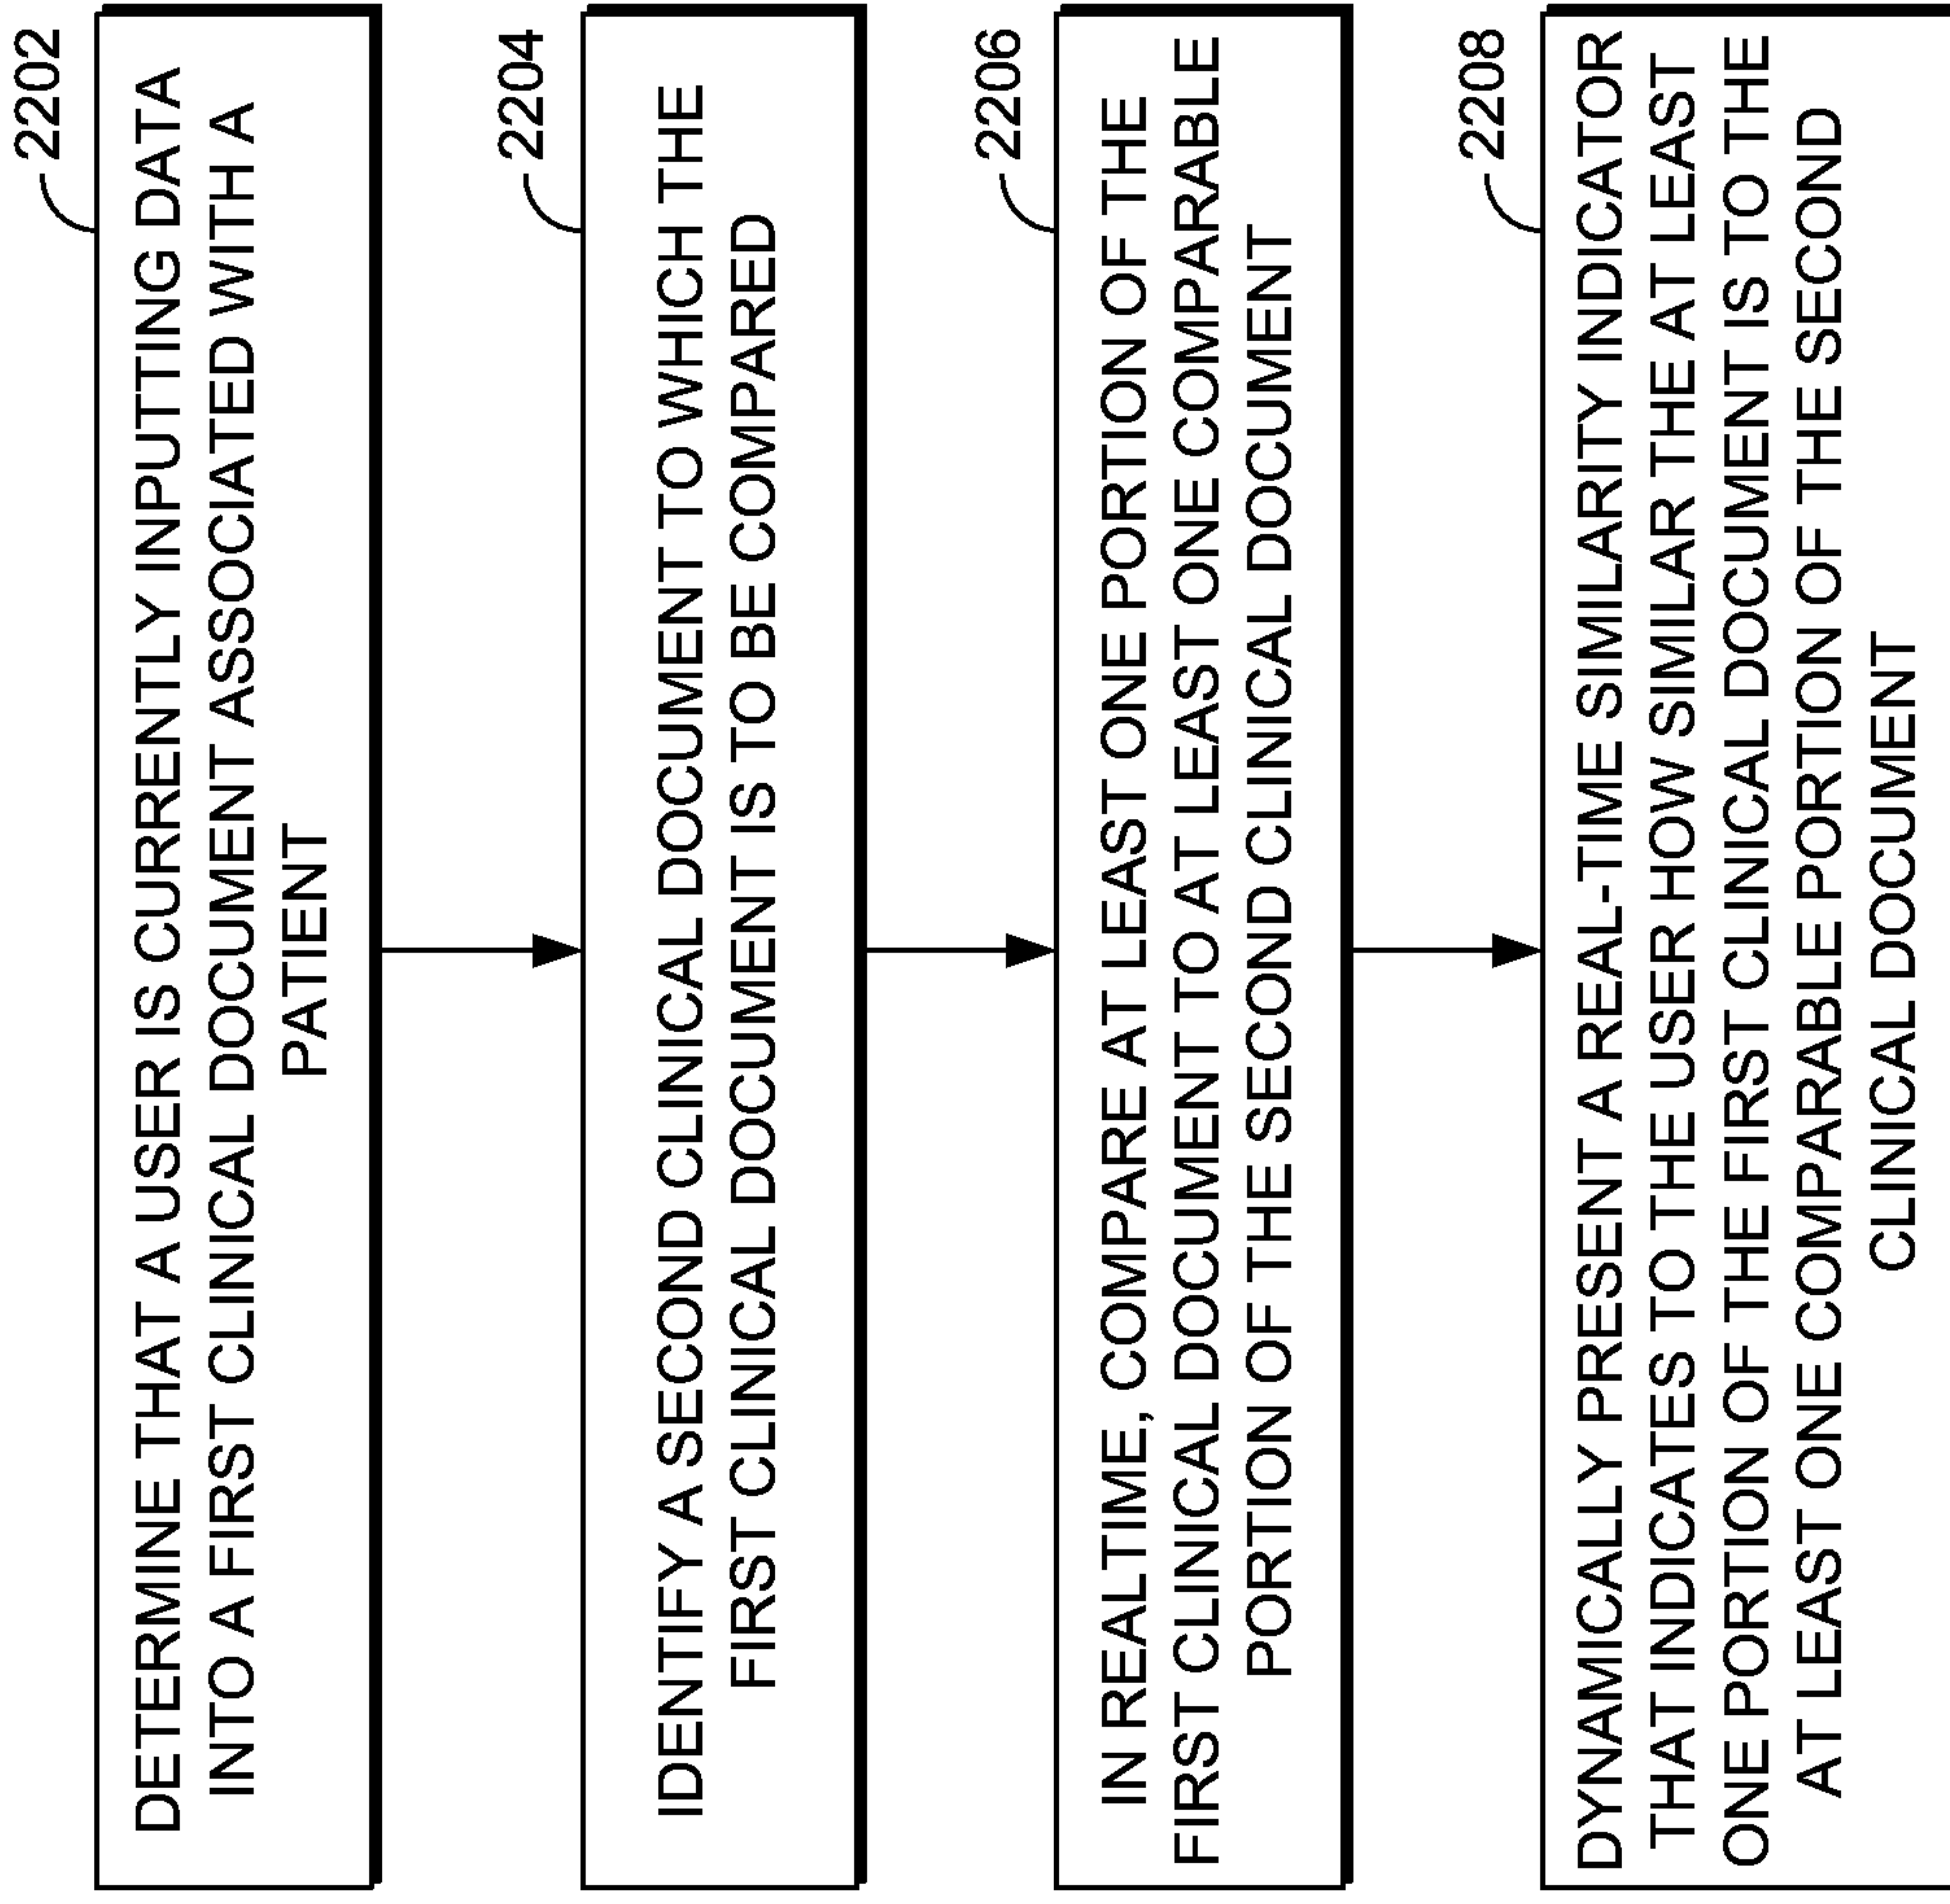 2202
DETERMINE THAT A USER IS CURRENTLY INPUTTING DATA
INTO A FIRST CLINICAL DOCUMENT ASSOCIATED WITH A
PATIENT
2204
IDENTIFY A SECOND CLINICAL DOCUMENT TO WHICH THE
FIRST CLINICAL DOCUMENT IS TO BE COMPARED
2206
IN REALTIME, COMPARE AT LEAST ONE PORTION OF THE
FIRST CLINICAL DOCUMENT TO AT LEAST ONE COMPARABLE
PORTION OF THE SECOND CLINICAL DOCUMENT
2208
DYNAMICALLY PRESENT A REAL-TIME SIMILARITY INDICATOR
THAT INDICATES TO THE USER HOW SIMILAR THE AT LEAST
ONE PORTION OF THE FIRST CLINICAL DOCUMENT IS TO THE
AT LEAST ONE COMPARABLE PORTION OF THE SECOND
CLINICAL DOCUMENT